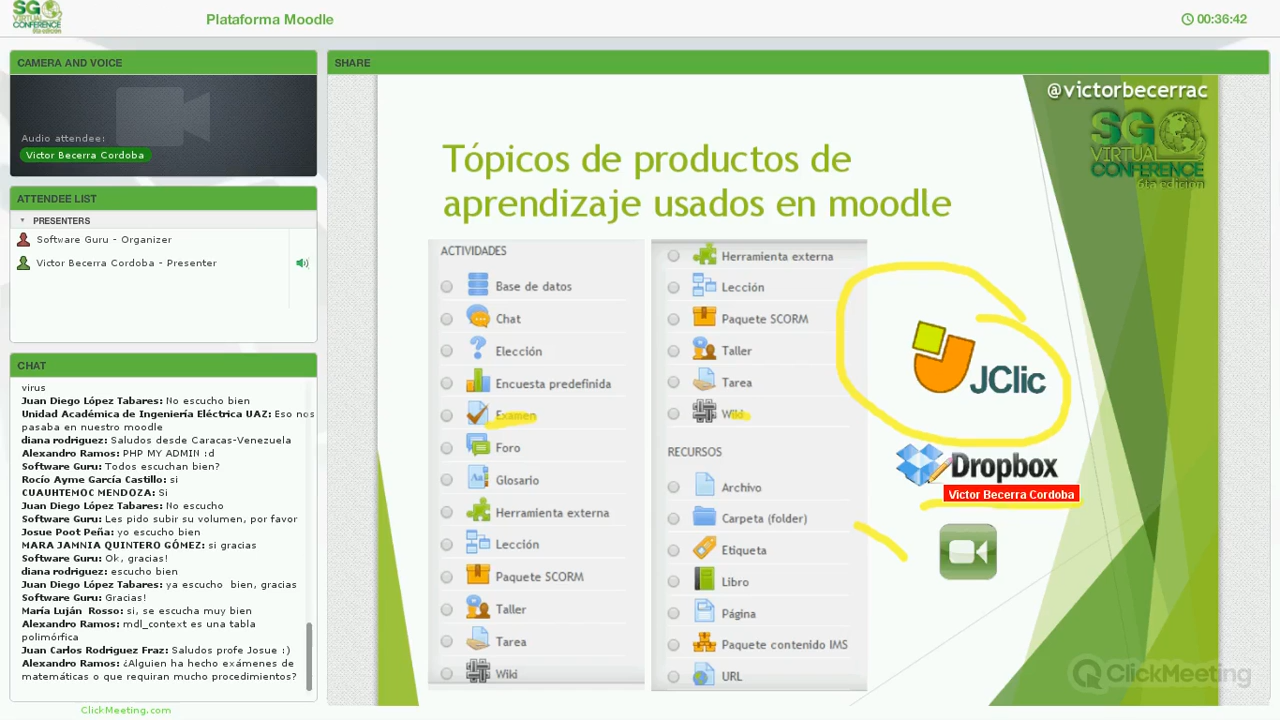 SG
VIRTUAL
CONFERENCE
6ta edición
Plataforma Moodle
00:36:42
CAMERA AND VOICE
Audio attendee:
Victor Becerra Cordoba
ATTENDEE LIST
PRESENTERS
Software Guru - Organizer
Victor Becerra Cordoba - Presenter
CHAT
virus
Juan Diego López Tabares: No escucho bien
Unidad Académica de Ingeniería Eléctrica UAZ: Eso nos
pasaba en nuestro moodle
diana rodriguez: Saludos desde Caracas-Venezuela
Alexandro Ramos: PHP MY ADMIN :d
Software Guru: Todos escuchan bien?
Rocío Ayme García Castillo: si
CUAUHTEMOC MENDOZA: Si
Juan Diego López Tabares: No escucho
Software Guru: Les pido subir su volumen, por favor
Josue Poot Peña: yo escucho bien
MARA JAMNIA QUINTERO GÓMEZ: si gracias
Software Guru: Ok, gracias!
diana rodriguez: escucho bien
Juan Diego López Tabares: ya escucho bien, gracias
Software Guru: Gracias!
María Luján Rosso: si, se escucha muy bien
Alexandro Ramos: mdl_context es una tabla
polimórfica
Juan Carlos Rodriguez Fraz: Saludos profe Josue :)
Alexandro Ramos: ¿Alguien ha hecho exámenes de
matemáticas o que requiran mucho procedimientos?
ClickMeeting.com
SHARE
@victorbecerrac
SG
VIRTUAL
CONFERENCE
6ta edición
Tópicos de productos de
aprendizaje usados en moodle
ACTIVIDADES
Base de datos
Chat
Elección
Encuesta predefinida
Examen
Foro
Glosario
Herramienta externa
Lección
Paquete SCORM
Taller
Tarea
Wiki
Herramienta externa
Lección
Paquete SCORM
Taller
Tarea
Wiki
RECURSOS
Archivo
Carpeta (folder)
Etiqueta
Libro
Página
Paquete contenido IMS
URL
JClic
Dropbox
Victor Becerra Cordoba
ClickMeeting